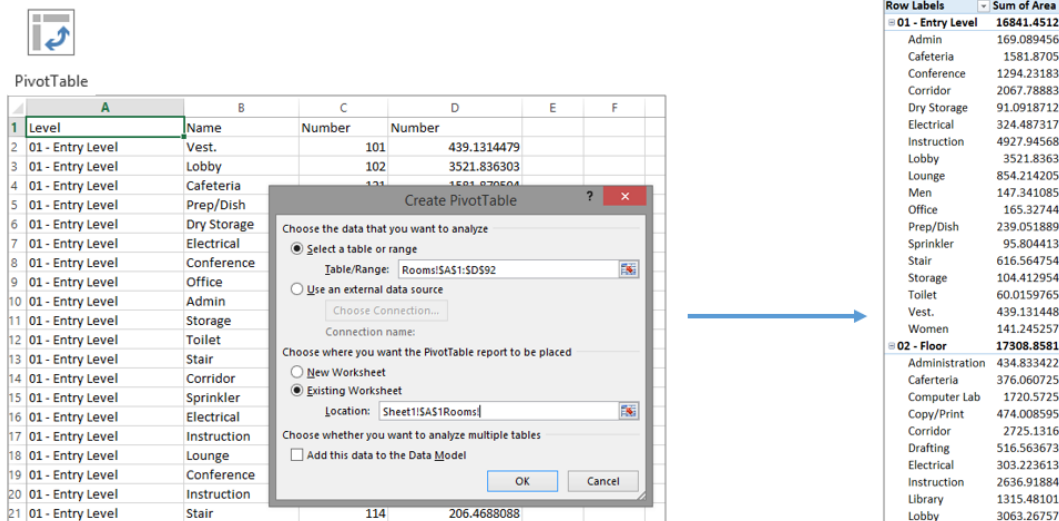 PivotTable
A B C D E F
1 Level Name Number Number
2 01 - Entry Level Vest. 101 439.1314479
3 01 - Entry Level Lobby 102 3521.836303
4 01 - Entry Level Cafeteria 121 1581.870504
5 01 - Entry Level Prep/Dish
6 01 - Entry Level Dry Storage
7 01 - Entry Level Electrical
8 01 - Entry Level Conference
9 01 - Entry Level Office
10 01 - Entry Level Admin
11 01 - Entry Level Storage
12 01 - Entry Level Toilet
13 01 - Entry Level Stair
14 01 - Entry Level Corridor
15 01 - Entry Level Sprinkler
16 01 - Entry Level Electrical
17 01 - Entry Level Instruction
18 01 - Entry Level Lounge
19 01 - Entry Level Conference
20 01 - Entry Level Instruction
21 01 - Entry Level Stair 114 206.4688088
Create PivotTable
? ×
Choose the data that you want to analyze
Select a table or range
Table/Range: Rooms!$A$1:$D$92
Use an external data source
Choose Connection...
Connection name:
Choose where you want the PivotTable report to be placed
New Worksheet
Existing Worksheet
Location: Sheet1!$A$1Rooms!
Choose whether you want to analyze multiple tables
Add this data to the Data Model
OK Cancel
Row Labels Sum of Area
01 - Entry Level 16841.4512
Admin 169.089456
Cafeteria 1581.8705
Conference 1294.23183
Corridor 2067.78883
Dry Storage 91.0918712
Electrical 324.487317
Instruction 4927.94568
Lobby 3521.8363
Lounge 854.214205
Men 147.341085
Office 165.32744
Prep/Dish 239.051889
Sprinkler 95.804413
Stair 616.564754
Storage 104.412954
Toilet 60.0159765
Vest. 439.131448
Women 141.245257
02 - Floor 17308.8581
Administration 434.833422
Caferteria 376.060725
Computer Lab 1720.5725
Copy/Print 474.008595
Corridor 2725.1316
Drafting 516.563673
Electrical 303.223613
Instruction 2636.91884
Library 1315.48101
Lobby 3063.26757